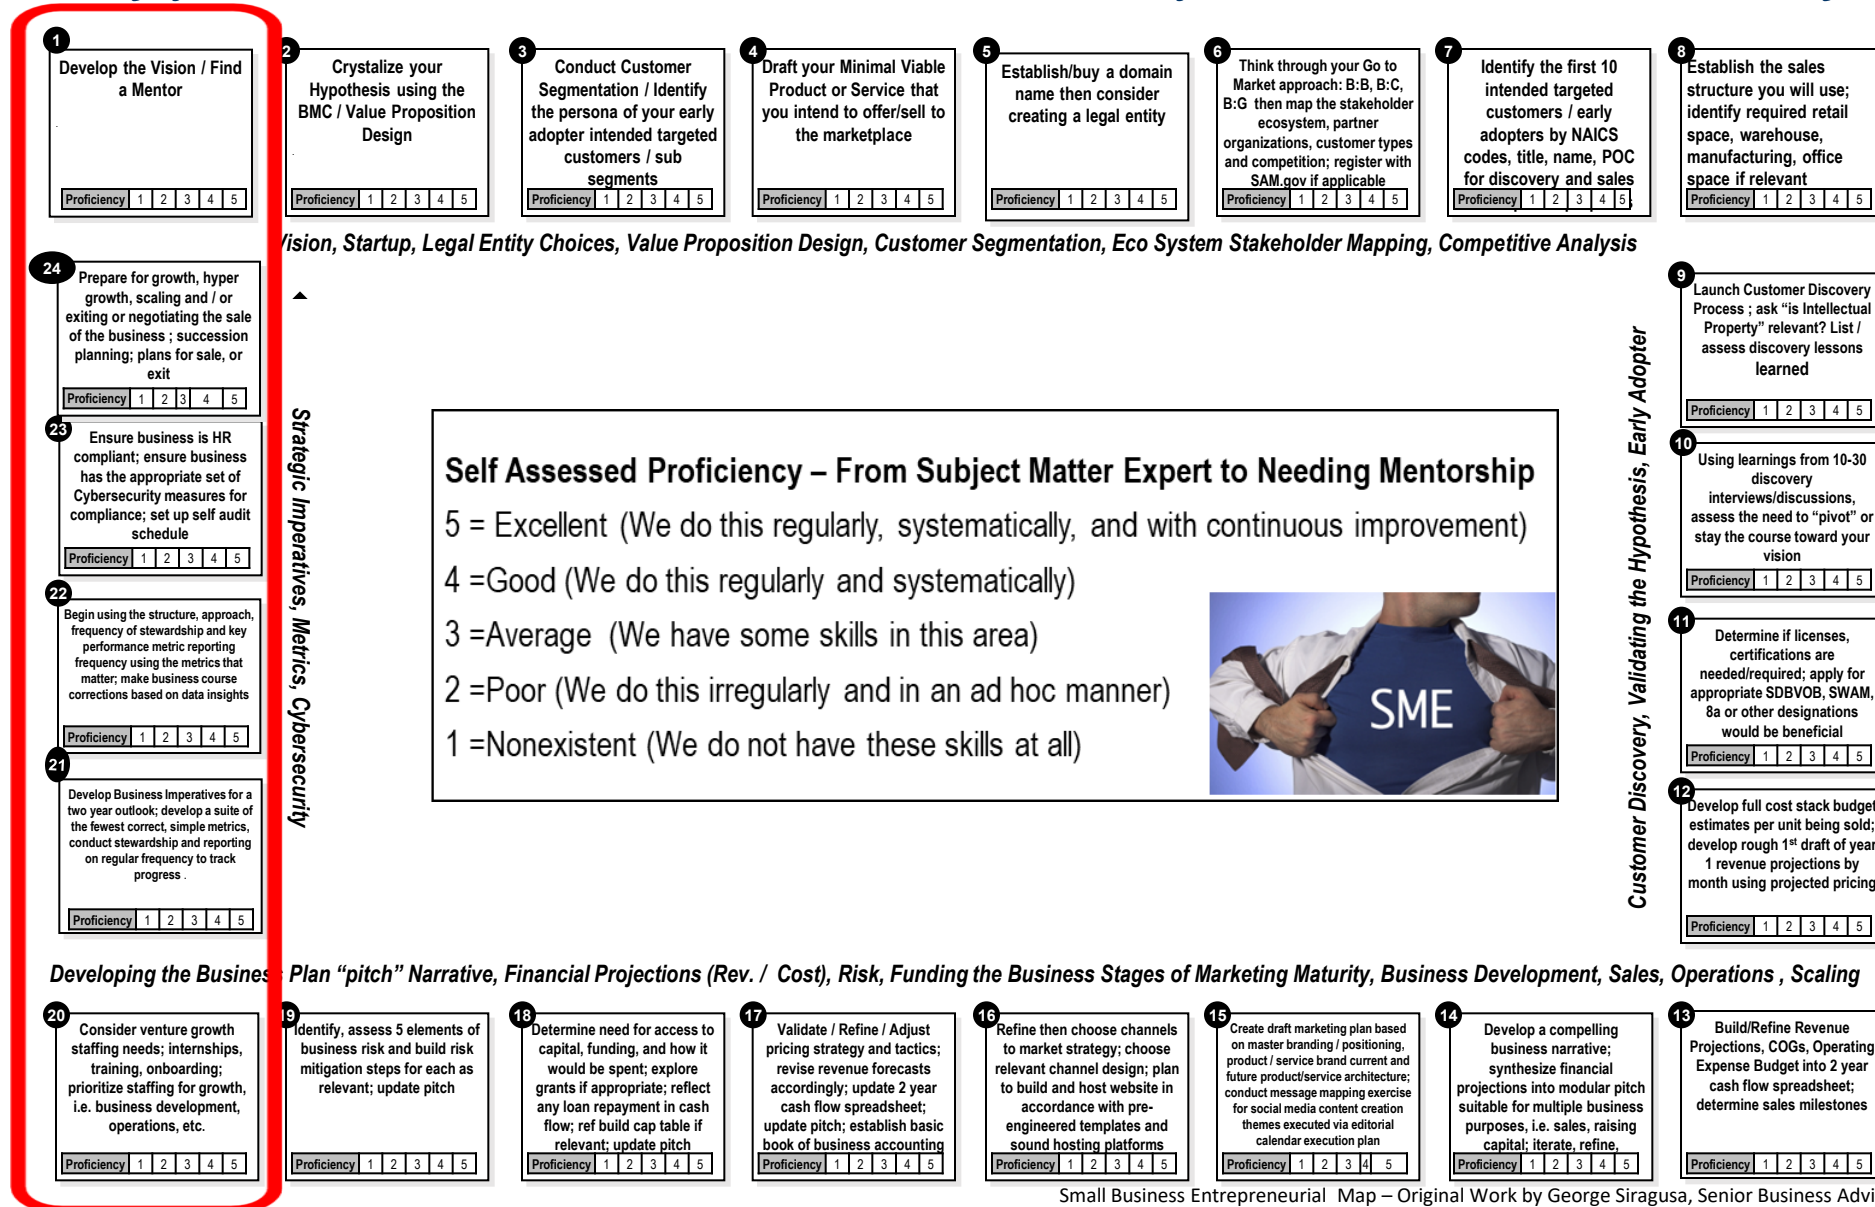 1
Develop the Vision / Find
a Mentor
Proficiency 1 2 3 4 5
2
Crystalize your
Hypothesis using the
BMC / Value Proposition
Design
Proficiency 1 2 3 4 5
3
Conduct Customer
Segmentation / Identify
the persona of your early
adopter intended targeted
customers / sub
segments
Proficiency 1 2 3 4 5
4
Draft your Minimal Viable
Product or Service that
you intend to offer/sell to
the marketplace
Proficiency 1 2 3 4 5
5
Establish/buy a domain
name then consider
creating a legal entity
Proficiency 1 2 3 4 5
6
Think through your Go to
Market approach: B:B, B:C,
B:G then map the stakeholder
ecosystem, partner
organizations, customer types
and competition; register with
SAM.gov if applicable
Proficiency 1 2 3 4 5
7
Identify the first 10
intended targeted
customers / early
adopters by NAICS
codes, title, name, POC
for discovery and sales
Proficiency 1 2 3 4 5
8
Establish the sales
structure you will use;
identify required retail
space, warehouse,
manufacturing, office
space if relevant
Proficiency 1 2 3 4 5
Vision, Startup, Legal Entity Choices, Value Proposition Design, Customer Segmentation, Eco System Stakeholder Mapping, Competitive Analysis
9
Launch Customer Discovery
Process ; ask “is Intellectual
Property” relevant? List /
assess discovery lessons
learned
Proficiency 1 2 3 4 5
10
Using learnings from 10-30
discovery
interviews/discussions,
assess the need to “pivot” or
stay the course toward your
vision
Proficiency 1 2 3 4 5
11
Determine if licenses,
certifications are
needed/required; apply for
appropriate SDBVOB, SWAM,
8a or other designations
would be beneficial
Proficiency 1 2 3 4 5
12
Develop full cost stack budget
estimates per unit being sold;
develop rough 1st draft of year
1 revenue projections by
month using projected pricing
Proficiency 1 2 3 4 5
Customer Discovery, Validating the Hypothesis, Early Adopter
Self Assessed Proficiency – From Subject Matter Expert to Needing Mentorship
5 = Excellent (We do this regularly, systematically, and with continuous improvement)
4 =Good (We do this regularly and systematically)
3 =Average (We have some skills in this area)
2 =Poor (We do this irregularly and in an ad hoc manner)
1 =Nonexistent (We do not have these skills at all)
SME
Strategic Imperatives, Metrics, Cybersecurity
24
Prepare for growth, hyper
growth, scaling and / or
exiting or negotiating the sale
of the business ; succession
planning; plans for sale, or
exit
Proficiency 1 2 3 4 5
23
Ensure business is HR
compliant; ensure business
has the appropriate set of
Cybersecurity measures for
compliance; set up self audit
schedule
Proficiency 1 2 3 4 5
22
Begin using the structure, approach,
frequency of stewardship and key
performance metric reporting
frequency using the metrics that
matter; make business course
corrections based on data insights
Proficiency 1 2 3 4 5
21
Develop Business Imperatives for a
two year outlook; develop a suite of
the fewest correct, simple metrics,
conduct stewardship and reporting
on regular frequency to track
progress .
Proficiency 1 2 3 4 5
Developing the Business Plan “pitch” Narrative, Financial Projections (Rev. / Cost), Risk, Funding the Business Stages of Marketing Maturity, Business Development, Sales, Operations , Scaling
20
Consider venture growth
staffing needs; internships,
training, onboarding;
prioritize staffing for growth,
i.e. business development,
operations, etc.
Proficiency 1 2 3 4 5
19
Identify, assess 5 elements of
business risk and build risk
mitigation steps for each as
relevant; update pitch
Proficiency 1 2 3 4 5
18
Determine need for access to
capital, funding, and how it
would be spent; explore
grants if appropriate; reflect
any loan repayment in cash
flow; ref build cap table if
relevant; update pitch
Proficiency 1 2 3 4 5
17
Validate / Refine / Adjust
pricing strategy and tactics;
revise revenue forecasts
accordingly; update 2 year
cash flow spreadsheet;
update pitch; establish basic
book of business accounting
Proficiency 1 2 3 4 5
16
Refine then choose channels
to market strategy; choose
relevant channel design; plan
to build and host website in
accordance with pre-
engineered templates and
sound hosting platforms
Proficiency 1 2 3 4 5
15
Create draft marketing plan based
on master branding / positioning,
product / service brand current and
future product/service architecture;
conduct message mapping exercise
for social media content creation
themes executed via editorial
calendar execution plan
Proficiency 1 2 3 4 5
14
Develop a compelling
business narrative;
synthesize financial
projections into modular pitch
suitable for multiple business
purposes, i.e. sales, raising
capital; iterate, refine,
Proficiency 1 2 3 4 5
13
Build/Refine Revenue
Projections, COGs, Operating
Expense Budget into 2 year
cash flow spreadsheet;
determine sales milestones
Proficiency 1 2 3 4 5
Small Business Entrepreneurial Map – Original Work by George Siragusa, Senior Business Advi